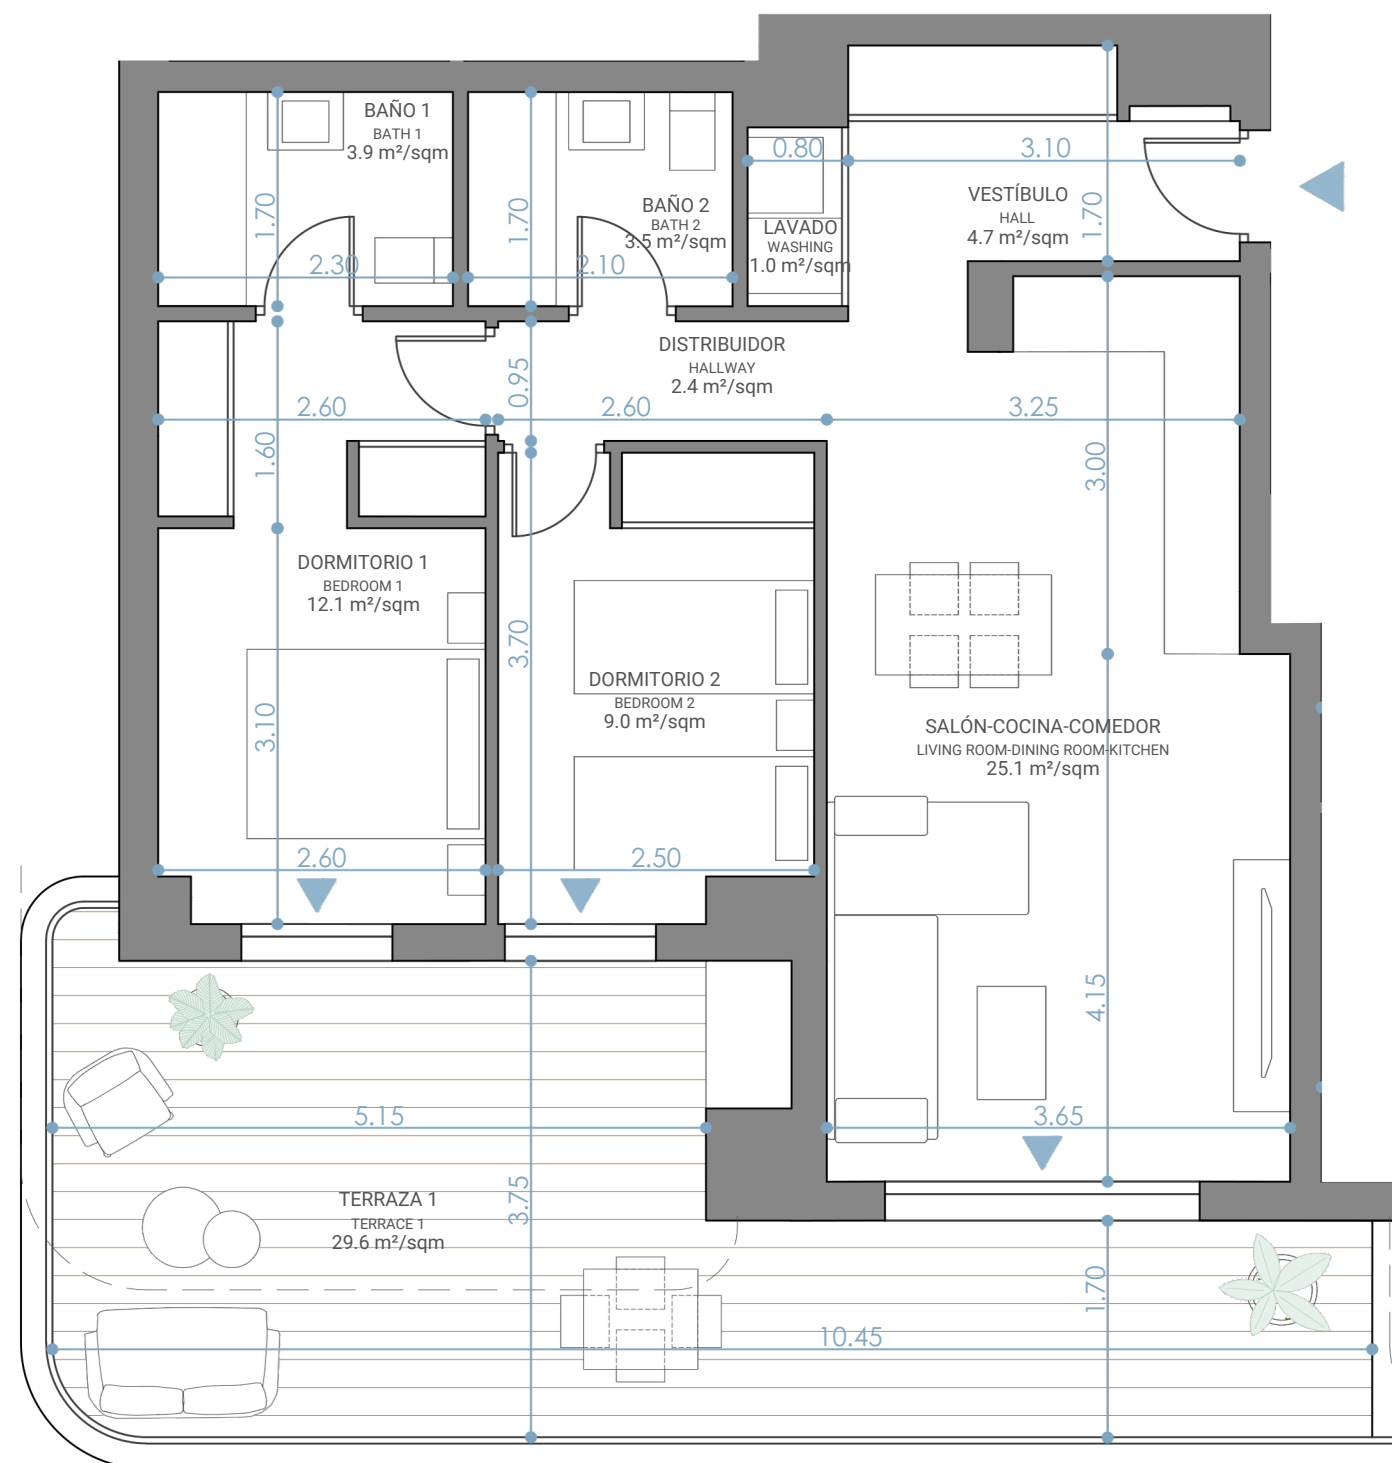 BAÑO 1
BATH 1
3.9 m²/sqm
1.70
2.30
BAÑO 2
BATH 2
3.5 m²/sqm
1.70
2.10
0.80
LAVADO
WASHING
1.0 m²/sqm
3.10
VESTÍBULO
HALL
4.7 m²/sqm
1.70
DISTRIBUIDOR
HALLWAY
2.4 m²/sqm
0.95
2.60
2.60
3.25
1.60
3.00
DORMITORIO 1
BEDROOM 1
12.1 m²/sqm
3.10
2.60
3.70
DORMITORIO 2
BEDROOM 2
9.0 m²/sqm
2.50
SALÓN-COCINA-COMEDOR
LIVING ROOM-DINING ROOM-KITCHEN
25.1 m²/sqm
4.15
3.65
5.15
3.75
TERRAZA 1
TERRACE 1
29.6 m²/sqm
1.70
10.45